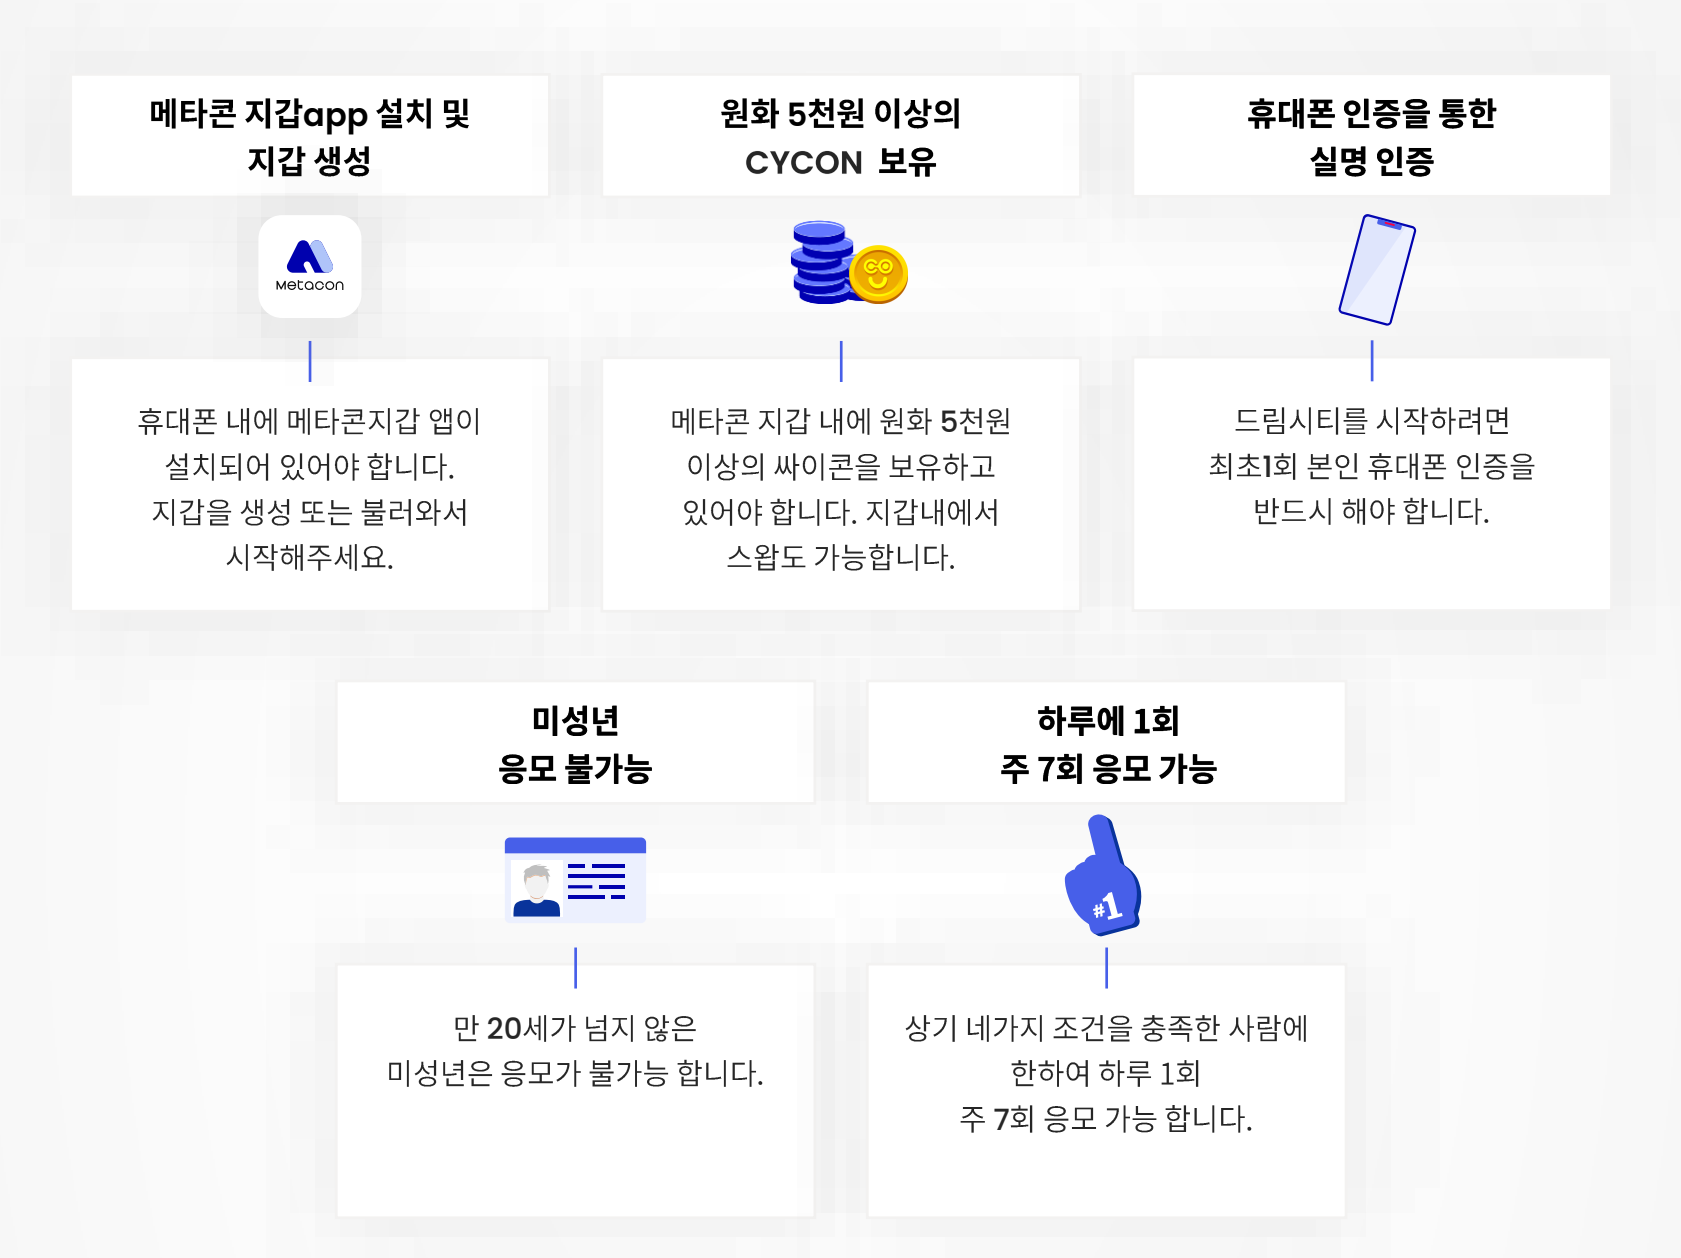 메타콘 지갑app 설치 및
지갑 생성
Metacon
휴대폰 내에 메타콘지갑 앱이
설치되어 있어야 합니다.
지갑을 생성 또는 불러와서
시작해주세요.
원화 5천원 이상의
CYCON 보유
메타콘 지갑 내에 원화 5천원
이상의 싸이콘을 보유하고
있어야 합니다. 지갑내에서
스왑도 가능합니다.
휴대폰 인증을 통한
실명 인증
드림시티를 시작하려면
최초1회 본인 휴대폰 인증을
반드시 해야 합니다.
미성년
응모 불가능
만 20세가 넘지 않은
미성년은 응모가 불가능 합니다.
하루에 1회
주 7회 응모 가능
#1
상기 네가지 조건을 충족한 사람에
한하여 하루 1회
주 7회 응모 가능 합니다.